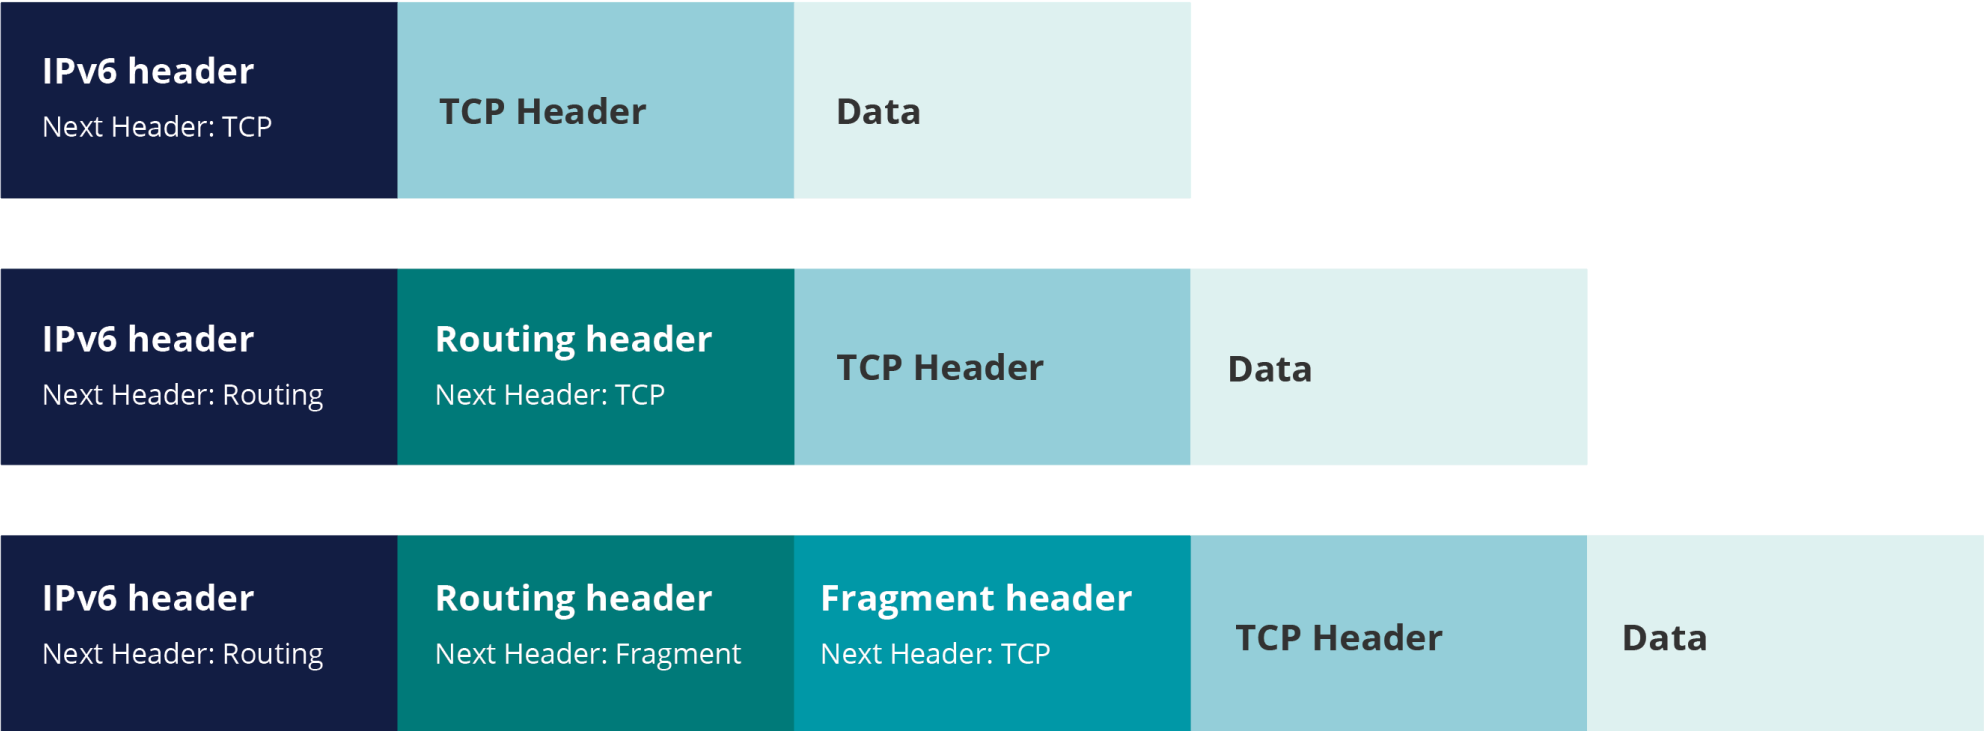 IPv6 header
Next Header: TCP
TCP Header
Data
IPv6 header
Next Header: Routing
Routing header
Next Header: TCP
TCP Header
Data
IPv6 header
Next Header: Routing
Routing header
Next Header: Fragment
Fragment header
Next Header: TCP
TCP Header
Data